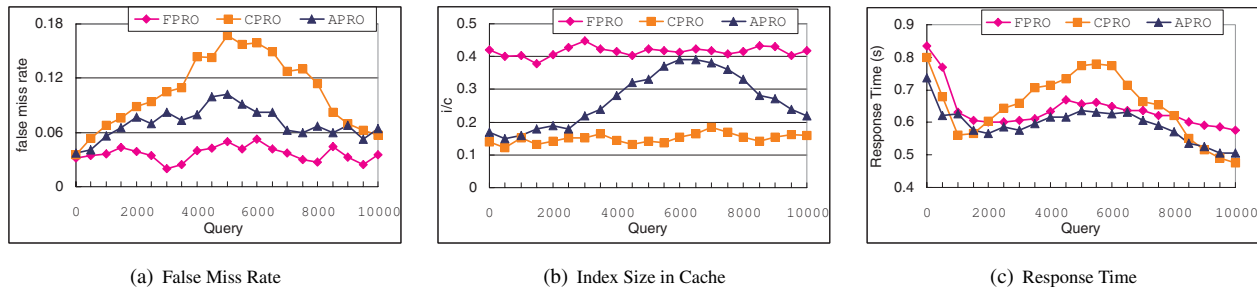 FPRO CPRO APRO
false miss rate
0.18
0.12
0.06
0
0 2000 4000 6000 8000 10000
Query
(a) False Miss Rate
FPRO CPRO APRO
i/c
0.5
0.4
0.3
0.2
0.1
0
0 2000 4000 6000 8000 10000
Query
(b) Index Size in Cache
FPRO CPRO APRO
Response Time (s)
0.9
0.8
0.7
0.6
0.5
0.4
0 2000 4000 6000 8000 10000
Query
(c) Response Time